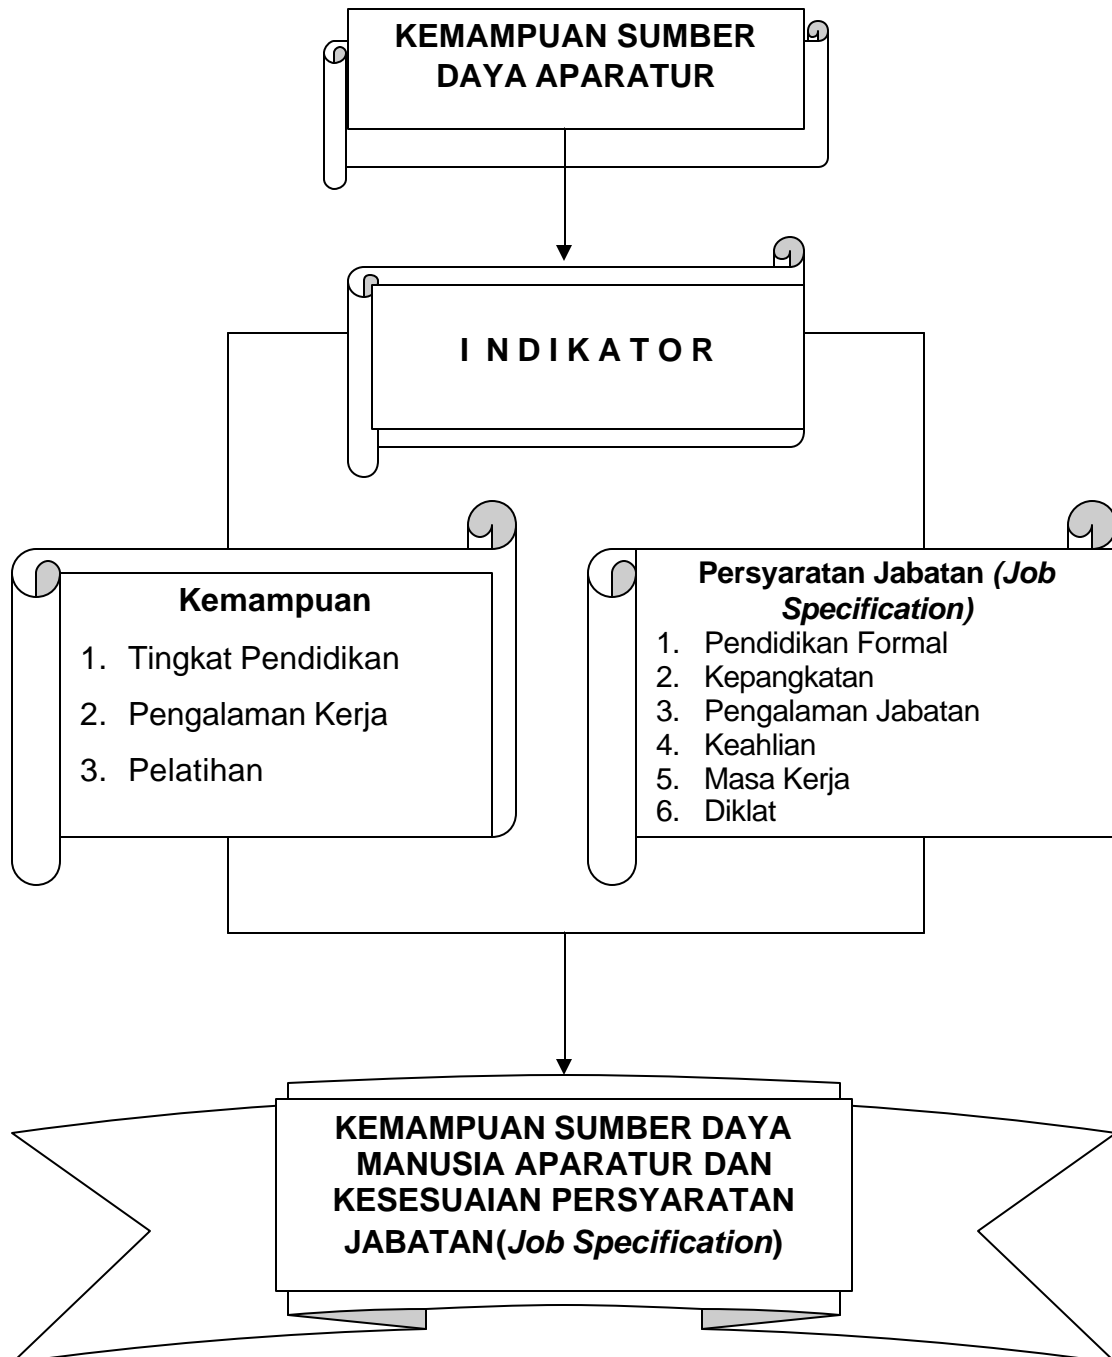 KEMAMPUAN SUMBER
DAYA APARATUR
I N D I K A T O R
Kemampuan
1. Tingkat Pendidikan
2. Pengalaman Kerja
3. Pelatihan
Persyaratan Jabatan (Job
Specification)
1. Pendidikan Formal
2. Kepangkatan
3. Pengalaman Jabatan
4. Keahlian
5. Masa Kerja
6. Diklat
KEMAMPUAN SUMBER DAYA
MANUSIA APARATUR DAN
KESESUAIAN PERSYARATAN
JABATAN(Job Specification)